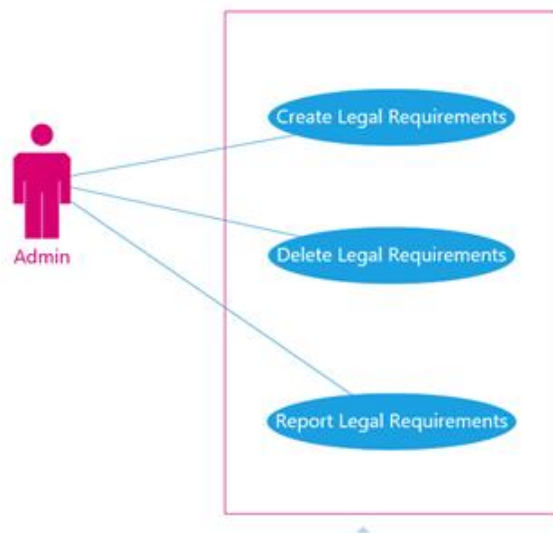 Create Legal Requirements
Admin
Delete Legal Requirements
Report Legal Requirements